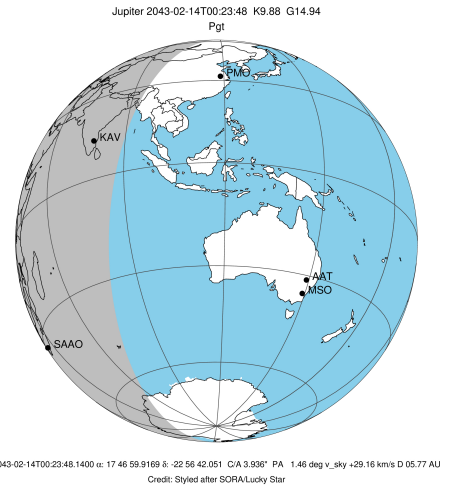 Jupiter 2043-02-14T00:23:48 K9.88 G14.94
Pgt
PMO
KAV
AAT
MSO
SAAO
043-02-14T00:23:48.1400 α: 17 46 59.9169 δ: -22 56 42.051 C/A 3.936" PA 1.46 deg v_sky +29.16 km/s D 05.77 AU
Credit: Styled after SORA/Lucky Star